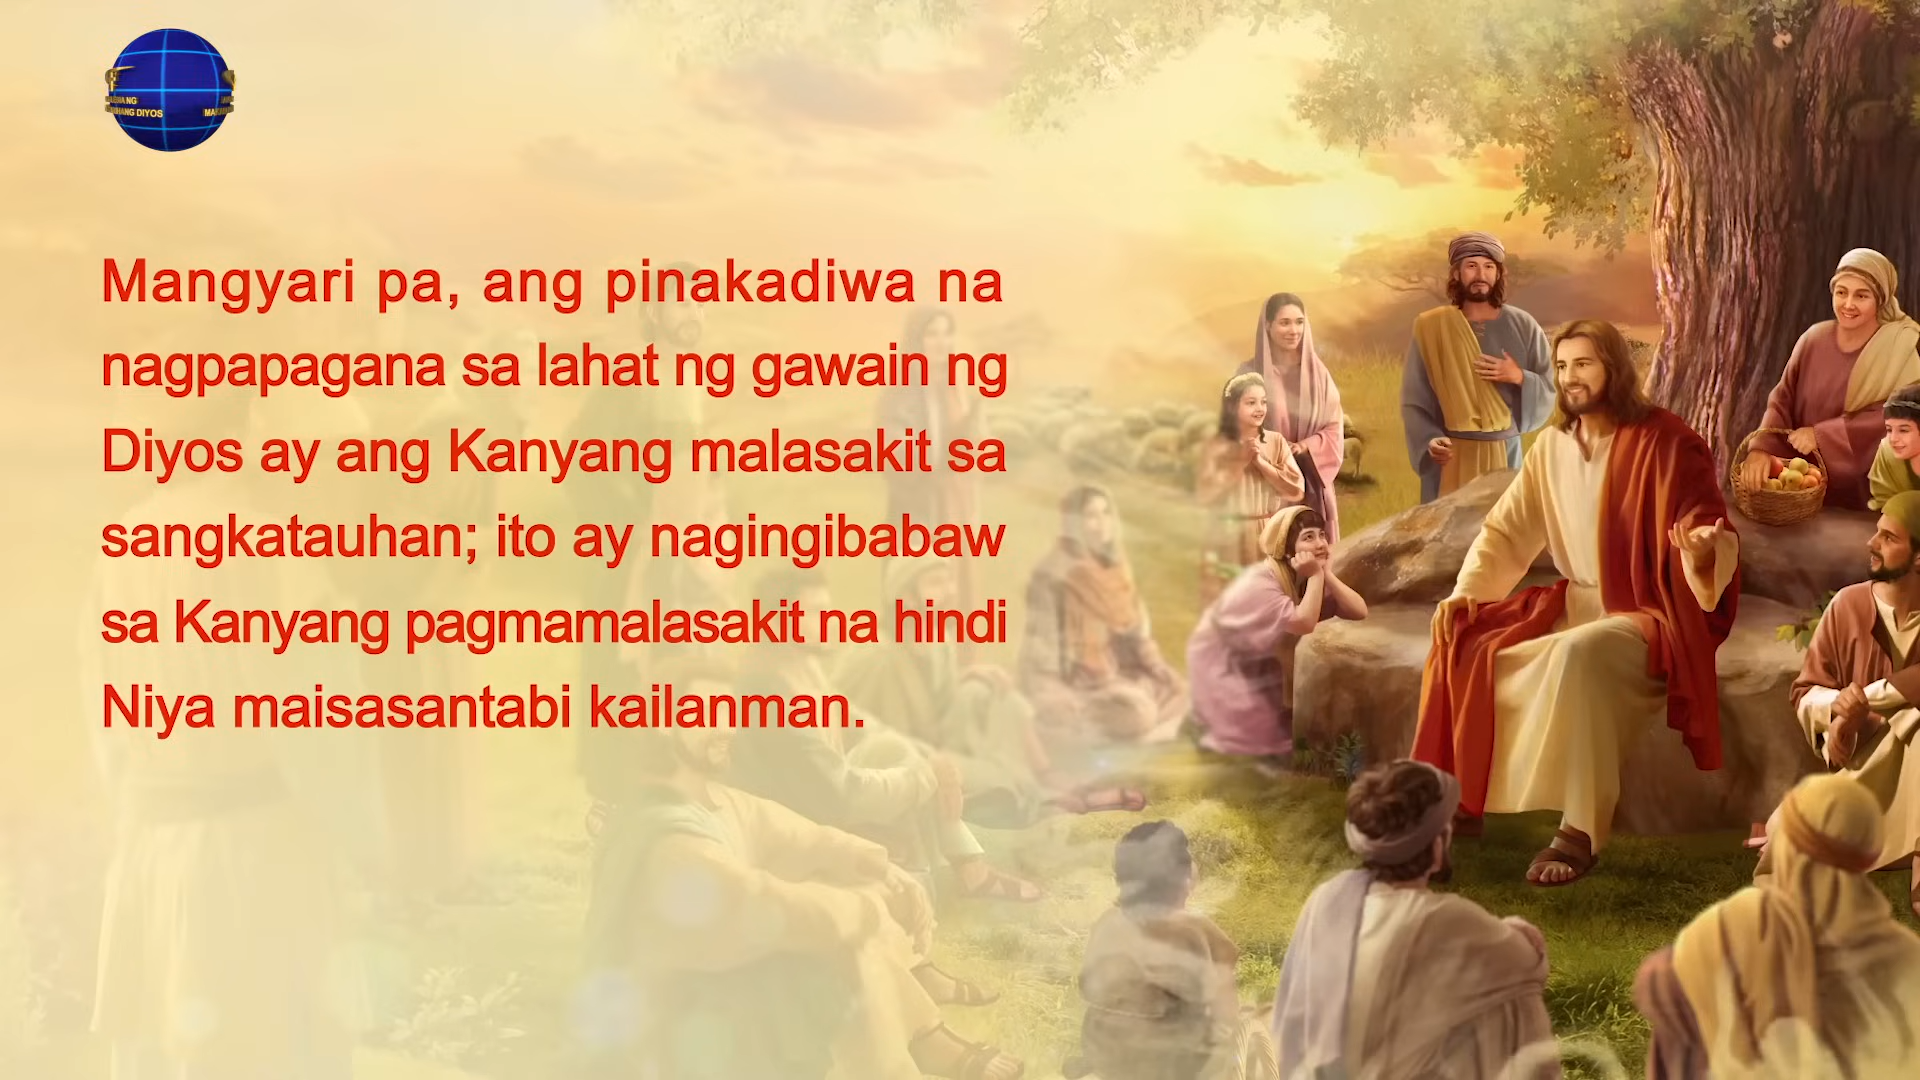 DIYOS
Mangyari pa, ang pinakadiwa na
nagpapagana sa lahat ng gawain ng
Diyos ay ang Kanyang malasakit sa
sangkatauhan; ito ay nagingibabaw
sa Kanyang pagmamalasakit na hindi
Niya maisasantabi kailanman.